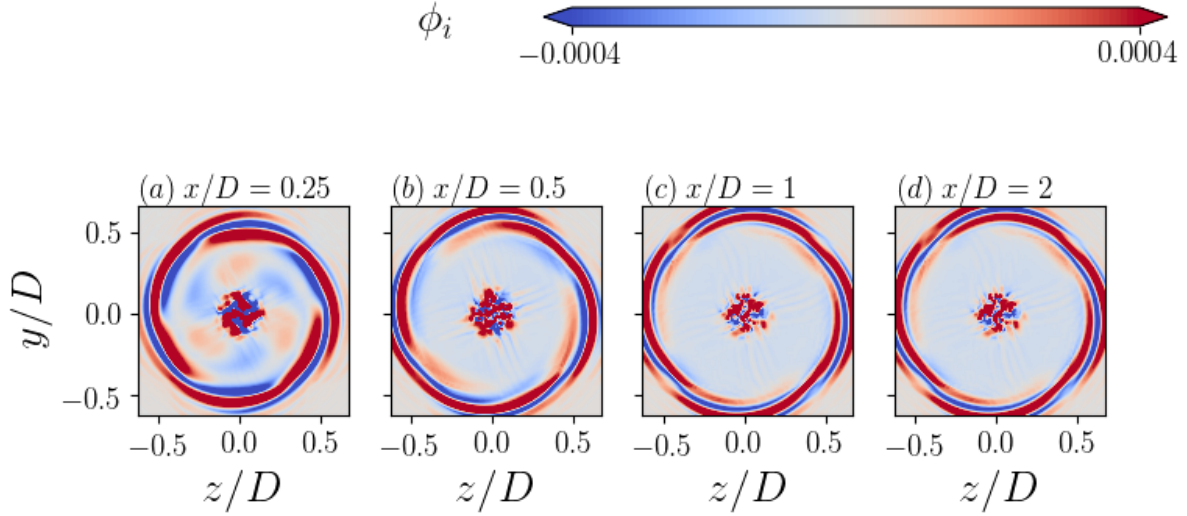 ϕ_i
−0.0004 0.0004
(a) x/D = 0.25 (b) x/D = 0.5 (c) x/D = 1 (d) x/D = 2
0.5
0.0
−0.5
y/D
−0.5 0.0 0.5 −0.5 0.0 0.5 −0.5 0.0 0.5 −0.5 0.0 0.5
z/D z/D z/D z/D